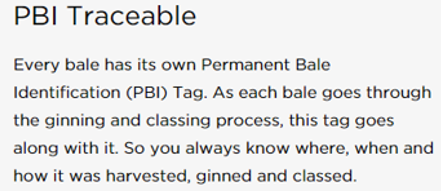 PBI Traceable
Every bale has its own Permanent Bale
Identification (PBI) Tag. As each bale goes through
the ginning and classing process, this tag goes
along with it. So you always know where, when and
how it was harvested, ginned and classed.